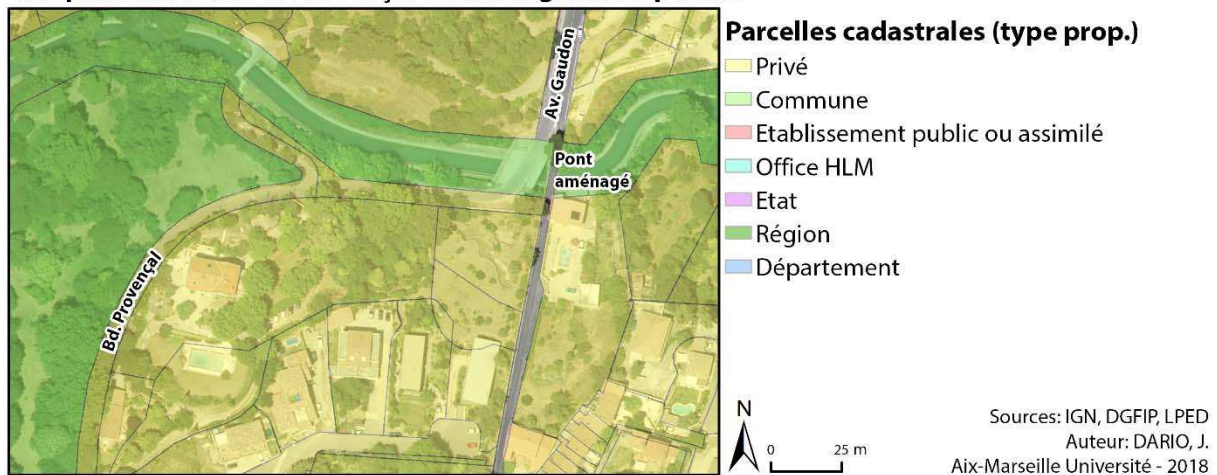 Parcelles cadastrales (type prop.)
Privé
Commune
Etablissement public ou assimilé
Office HLM
Etat
Région
Département
Av. Gaudon
Pont
aménagé
Bd. Provençal
N
0 25 m
Sources: IGN, DGFIP, LPED
Auteur: DARIO, J.
Aix-Marseille Université - 2018